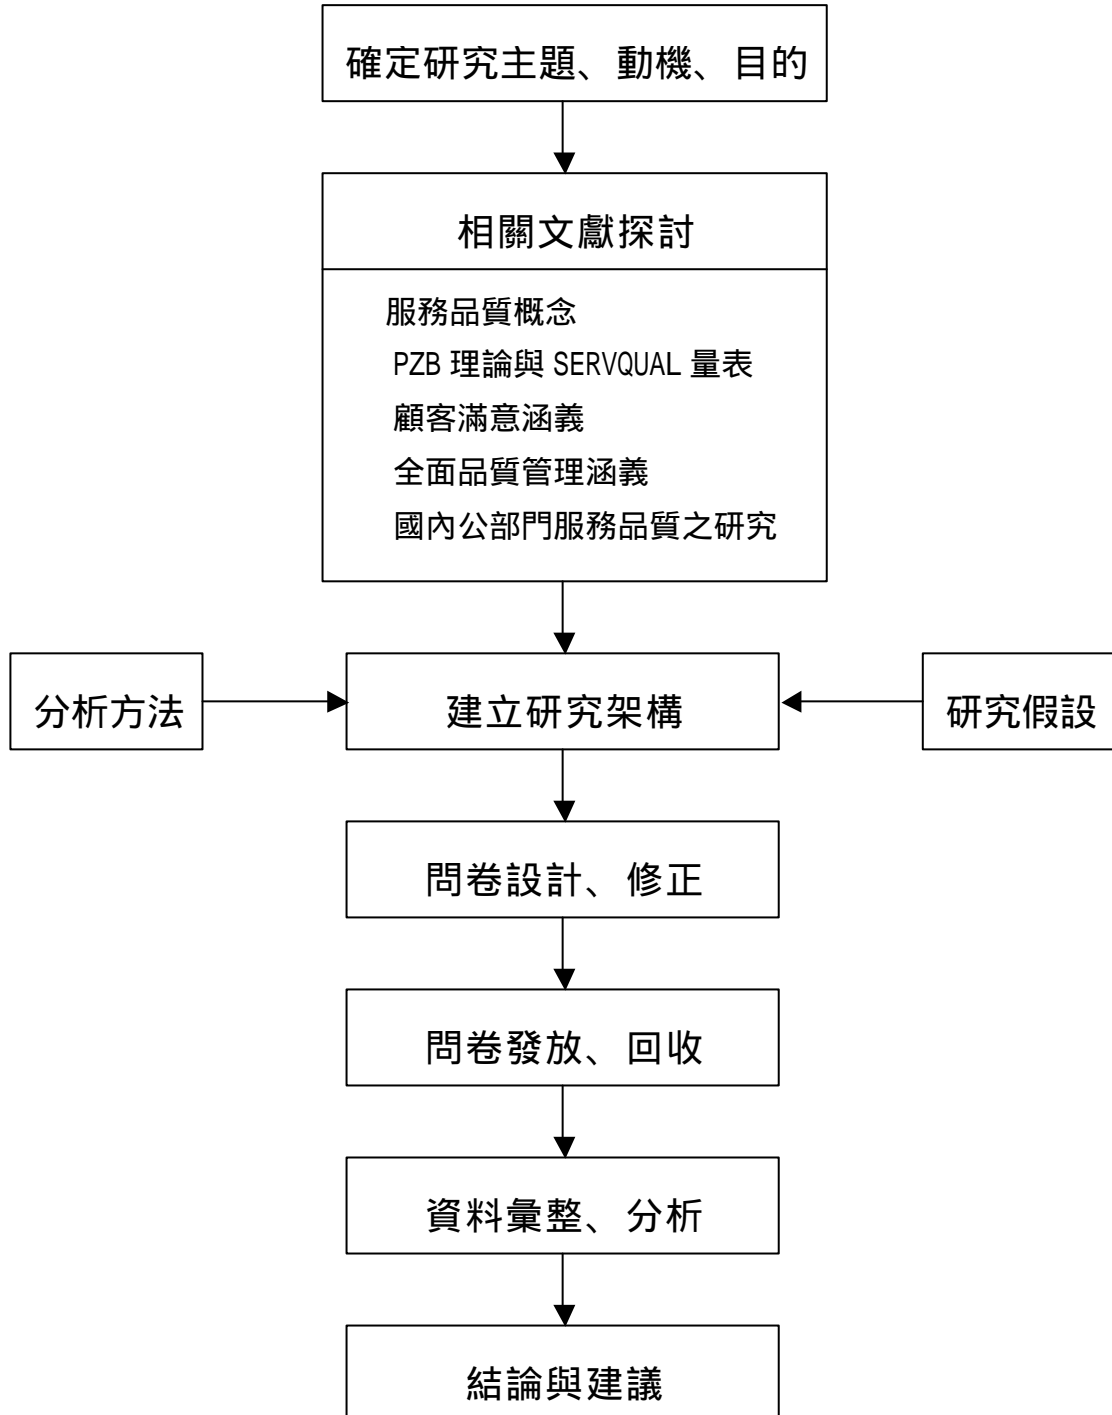 確定研究主題、動機、目的
相關文獻探討
服務品質概念
PZB 理論與 SERVQUAL 量表
顧客滿意涵義
全面品質管理涵義
國內公部門服務品質之研究
分析方法
建立研究架構
研究假設
問卷設計、修正
問卷發放、回收
資料彙整、分析
結論與建議